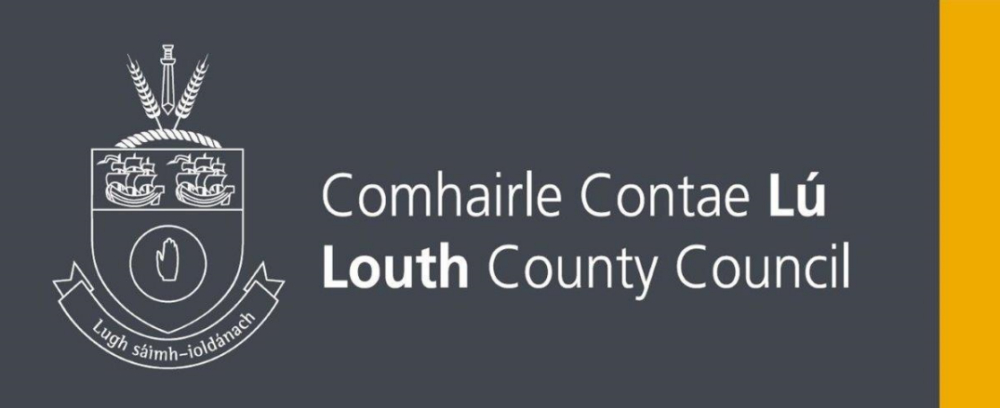 Comhairle Contae Lú
Louth County Council
Lugh sáimh-ioldánach